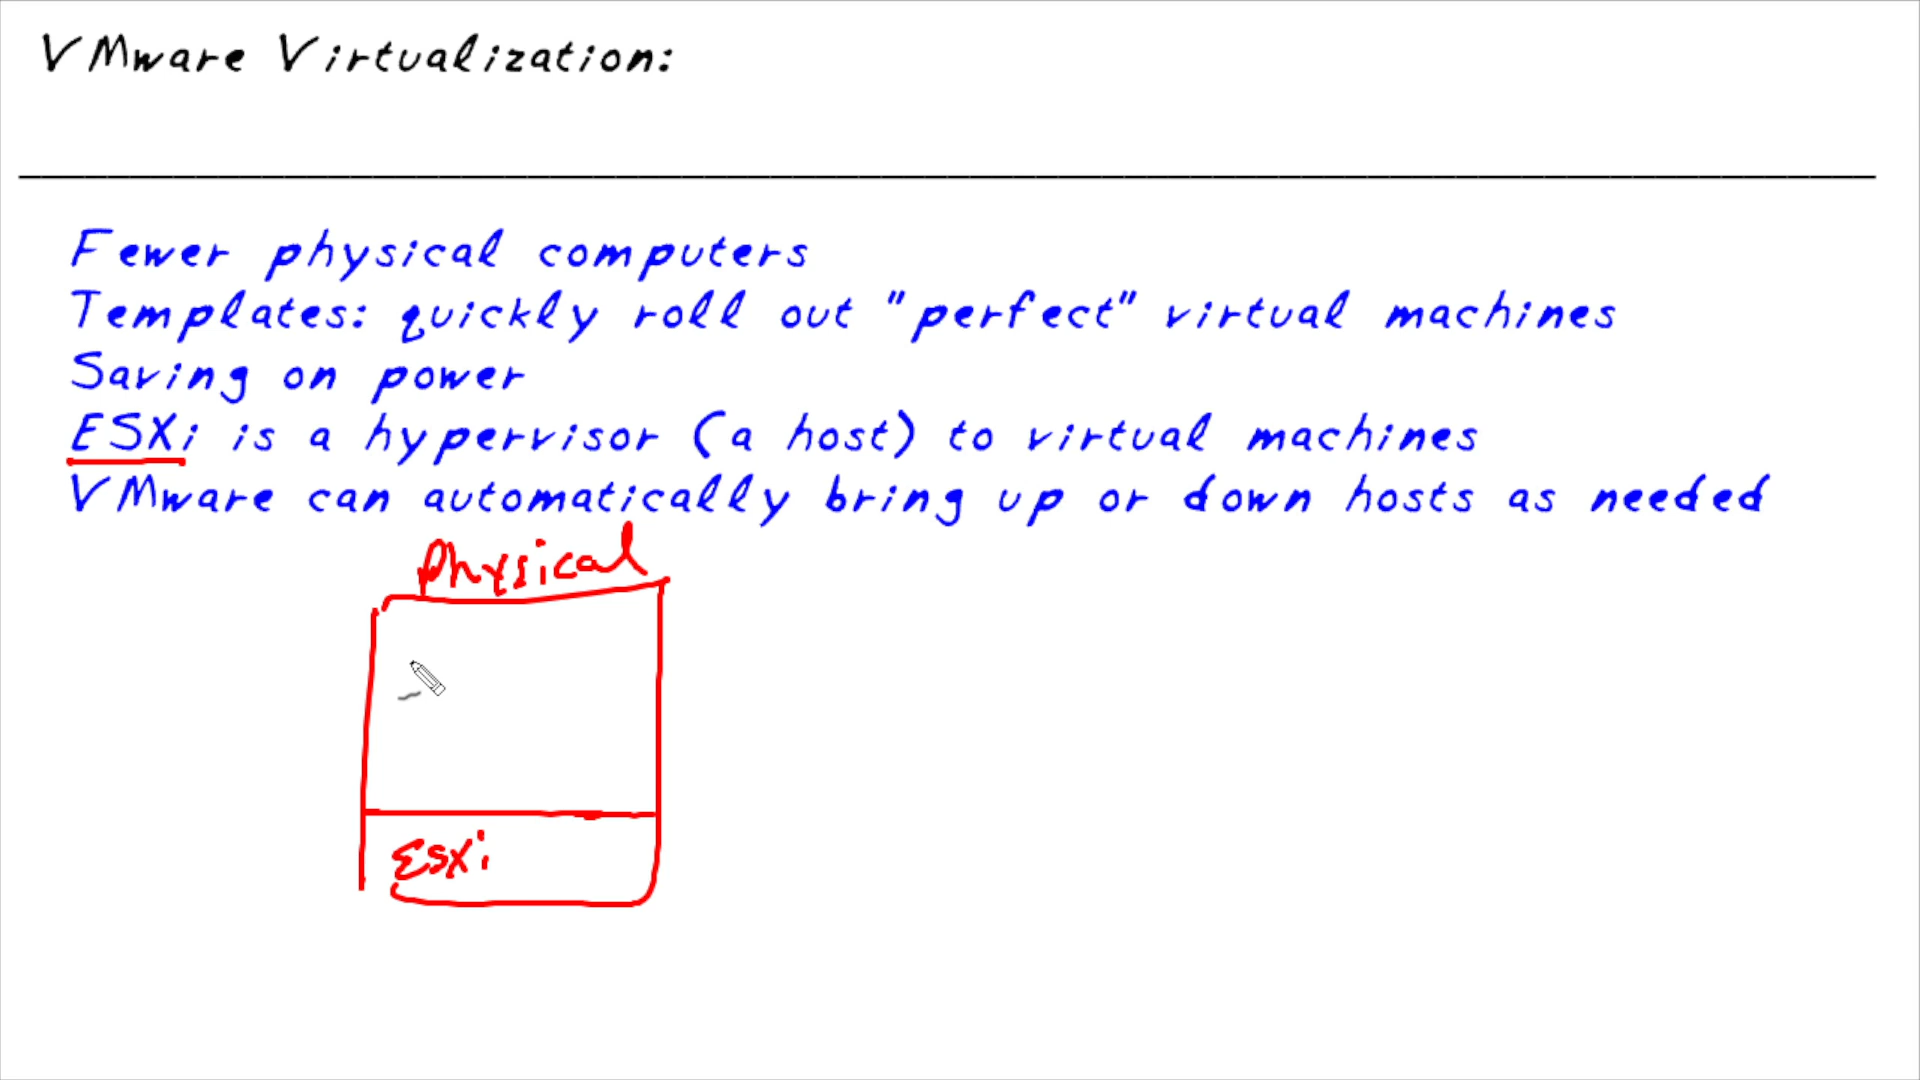 VMware Virtualization:
Fewer physical computers
Templates: quickly roll out "perfect" virtual machines
Saving on power
ESXi is a hypervisor (a host) to virtual machines
VMware can automatically bring up or down hosts as needed
Physical
ESXi